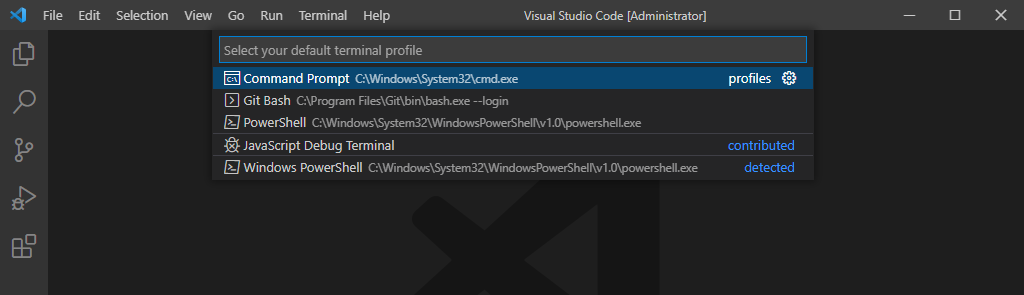 File Edit Selection View Go Run Terminal Help Visual Studio Code [Administrator]
Select your default terminal profile
Command Prompt C:\Windows\System32\cmd.exe profiles
Git Bash C:\Program Files\Git\bin\bash.exe --login
PowerShell C:\Windows\System32\WindowsPowerShell\v1.0\powershell.exe
JavaScript Debug Terminal contributed
Windows PowerShell C:\Windows\System32\WindowsPowerShell\v1.0\powershell.exe detected